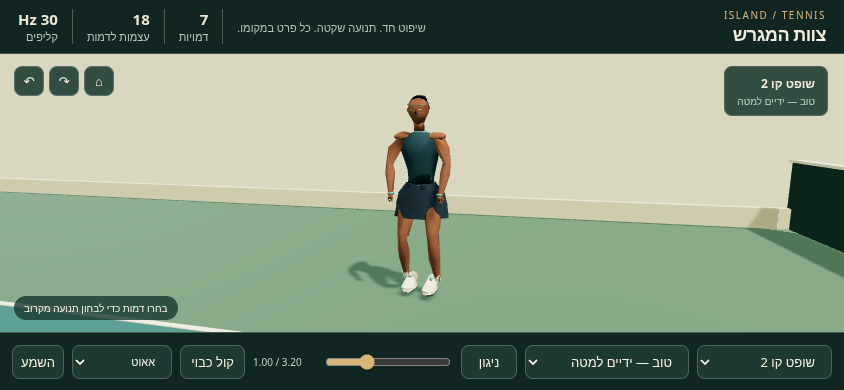 ISLAND / TENNIS
צוות המגרש
שיפוט חד. תנועה שקטה. כל פרט במקומו.
7
דמויות
18
עצמות לדמות
30 Hz
קליפים
שופט קו 2
טוב — ידיים למטה
בחרו דמות כדי לבחון תנועה מקרוב
שופט קו 2
טוב — ידיים למטה
ניגון
1.00 / 3.20
קול כבוי
אאוט
השמע